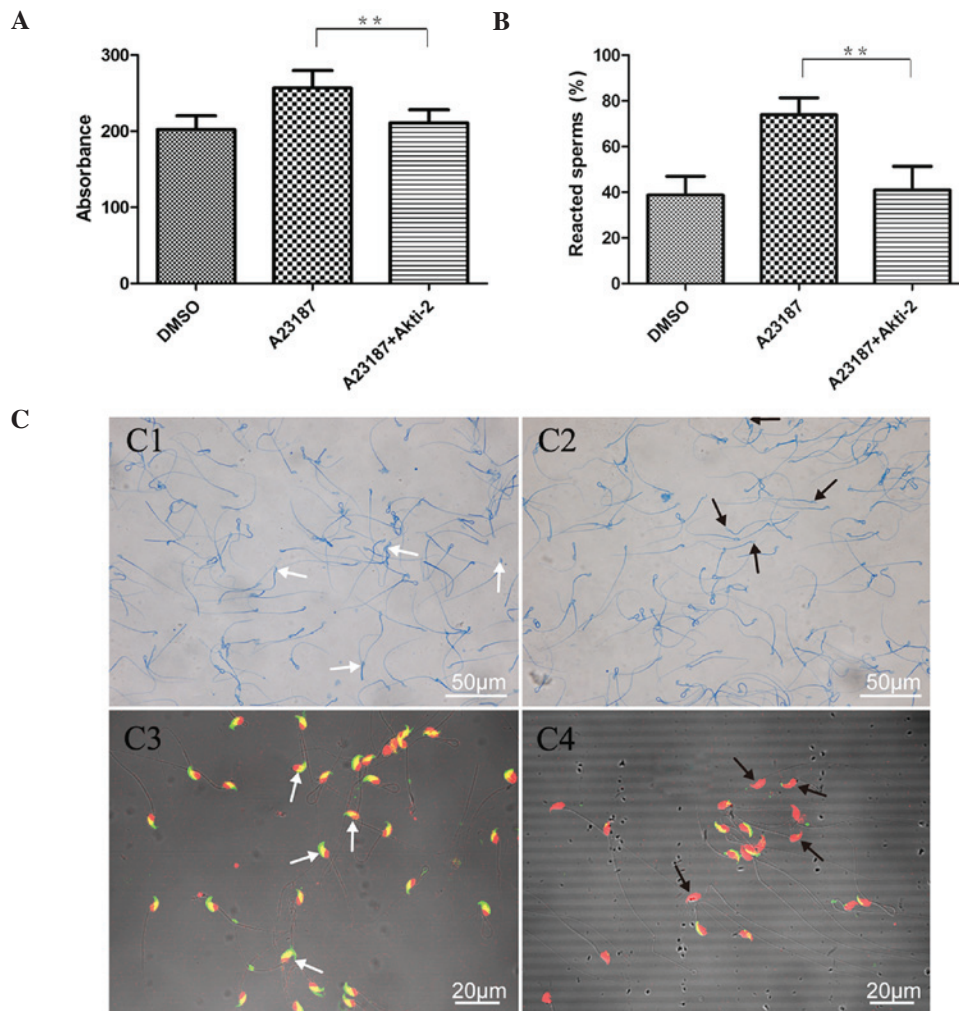 A
**
300
200
100
0
Absorbance
DMSO
A23187
A23187+Akti-2
B
**
100
80
60
40
20
0
Reacted sperms (%)
DMSO
A23187
A23187+Akti-2
C
C1
50μm
C2
50μm
C3
20μm
C4
20μm